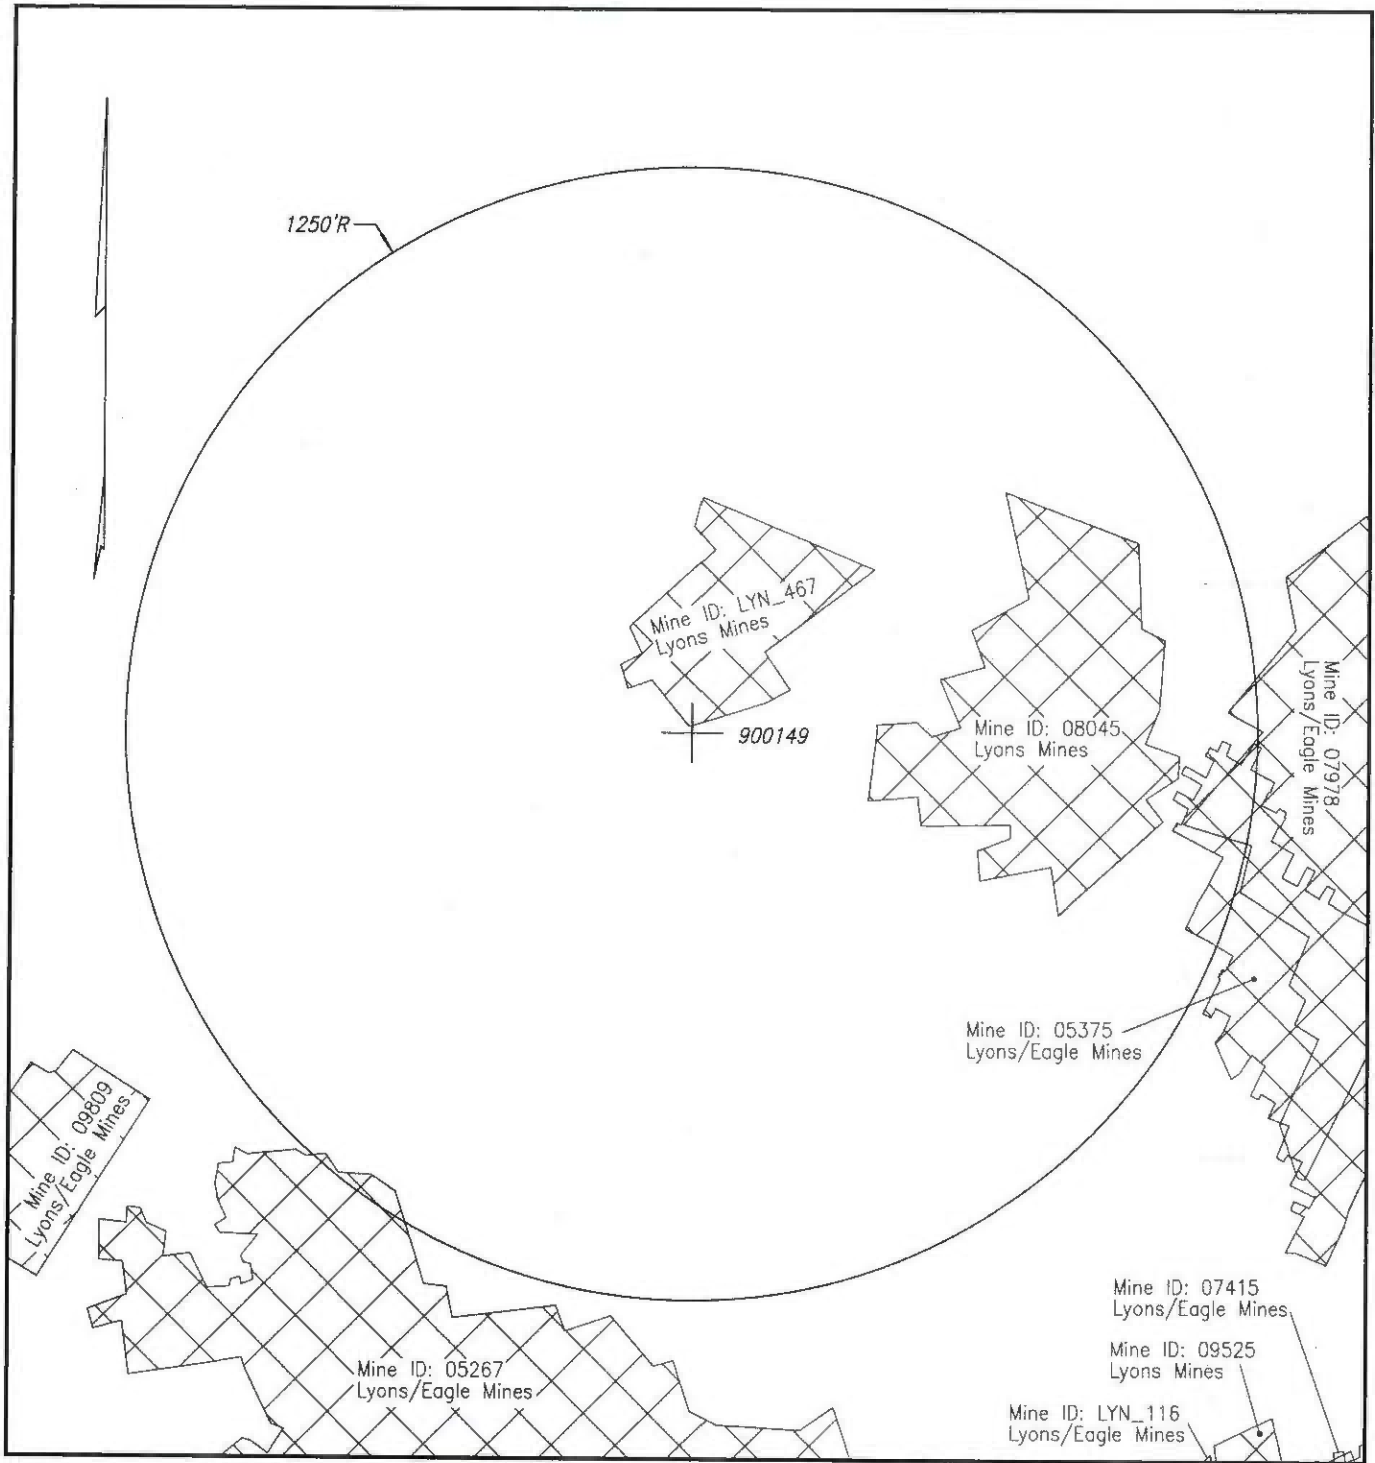 1250'R
Mine ID: LYN_467
Lyons Mines
900149
Mine ID: 08045
Lyons Mines
Mine ID: 07978
Lyons/Eagle Mines
Mine ID: 05375
Lyons/Eagle Mines
Mine ID: 09809
Lyons/Eagle Mines
Mine ID: 05267
Lyons/Eagle Mines
Mine ID: 07415
Lyons/Eagle Mines
Mine ID: 09525
Lyons Mines
Mine ID: LYN_116
Lyons/Eagle Mines